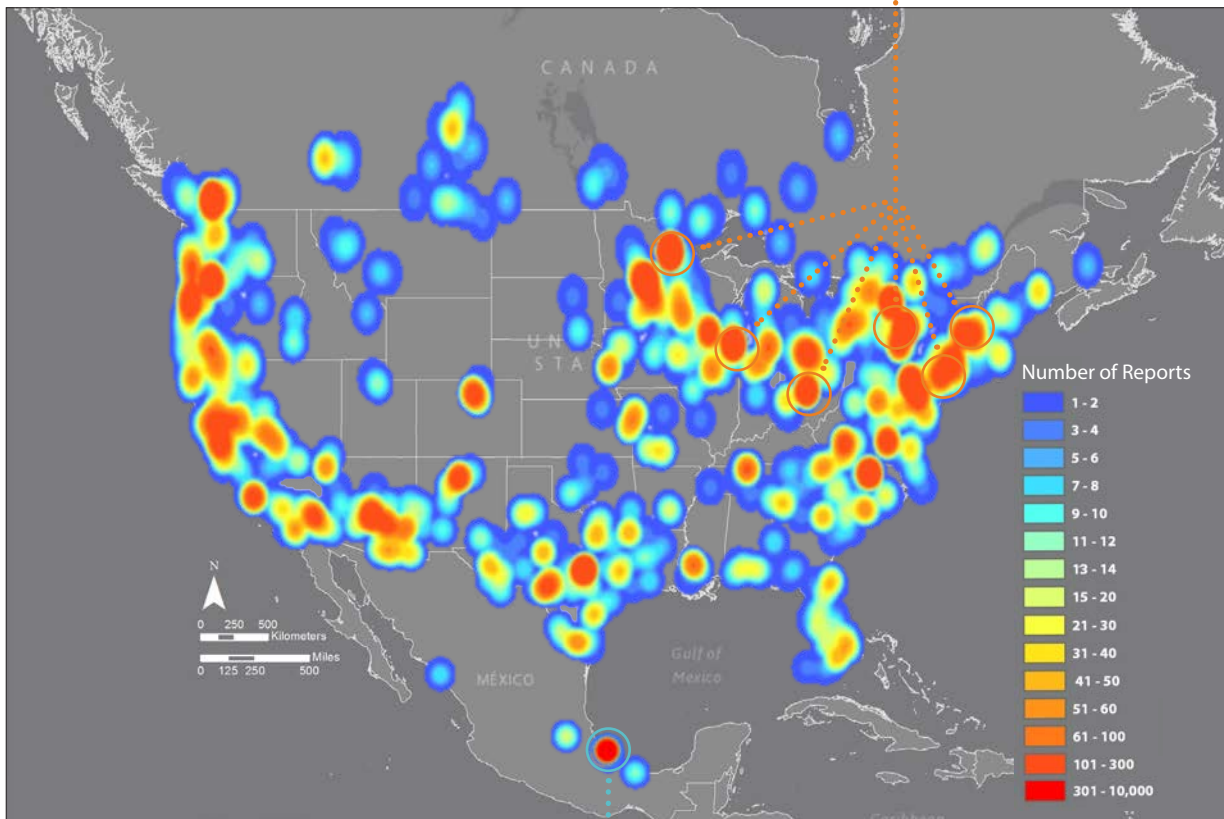 CANADA
UN
STA
Number of Reports
1 - 2
3 - 4
5 - 6
7 - 8
9 - 10
11 - 12
13 - 14
15 - 20
21 - 30
31 - 40
41 - 50
51 - 60
61 - 100
101 - 300
301 - 10,000
N
0 250 500
Kilometers
Miles
0 125 250 500
Gulf of
Mexico
MÉXICO